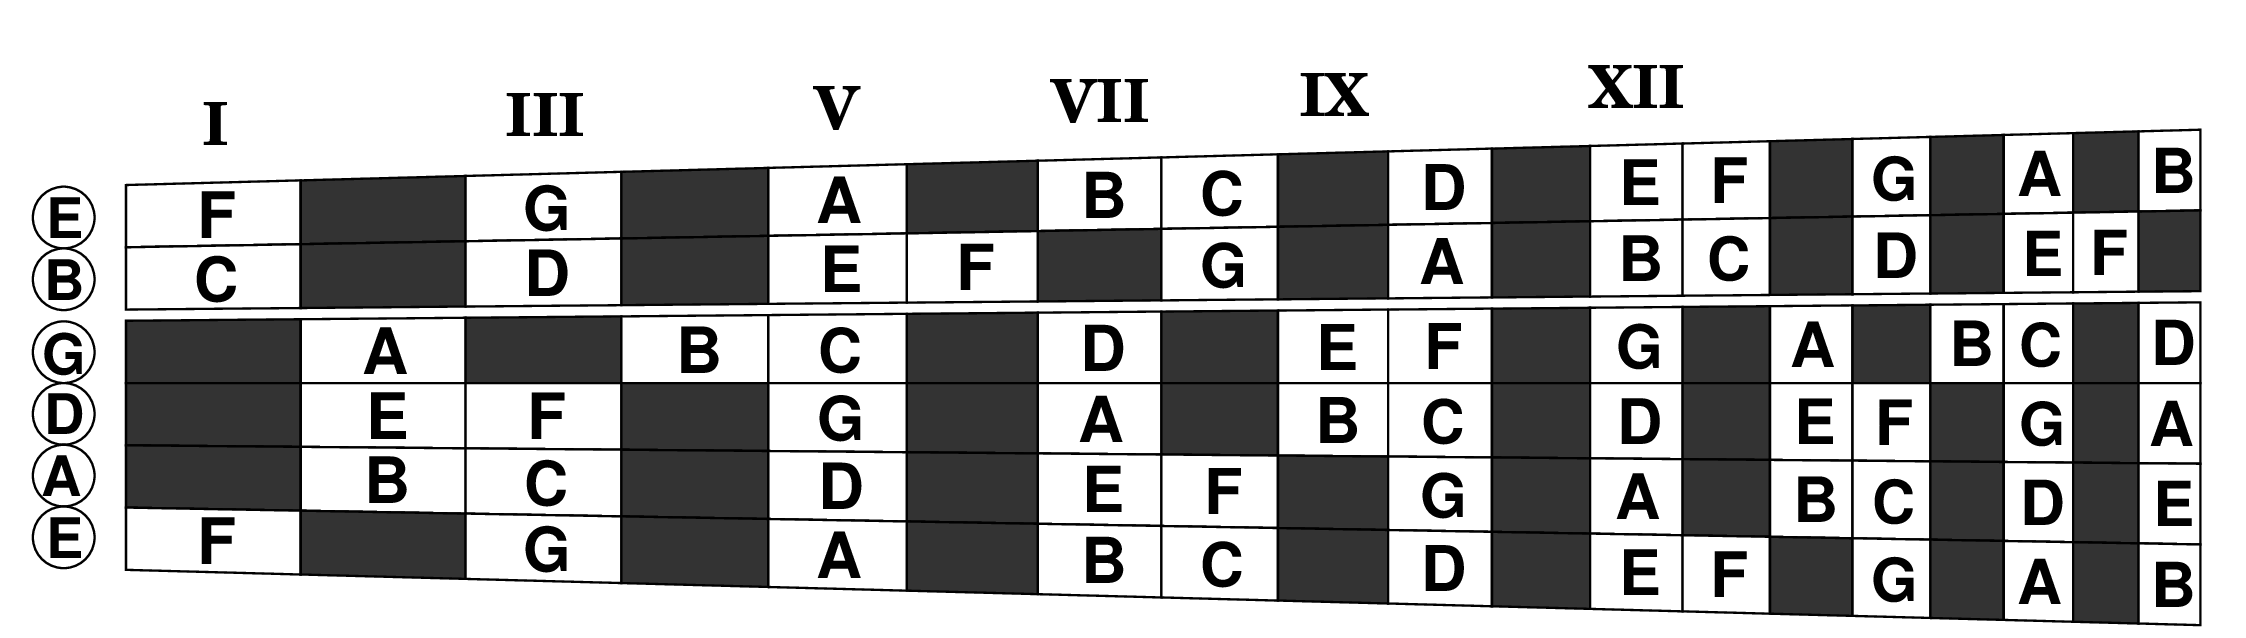 I III V VII IX XII
E F G A B C D E F G A B
B C D E F G A B C D E F
G A B C D E F G A B C D
D E F G A B C D E F G A
A B C D E F G A B C D E
E F G A B C D E F G A B